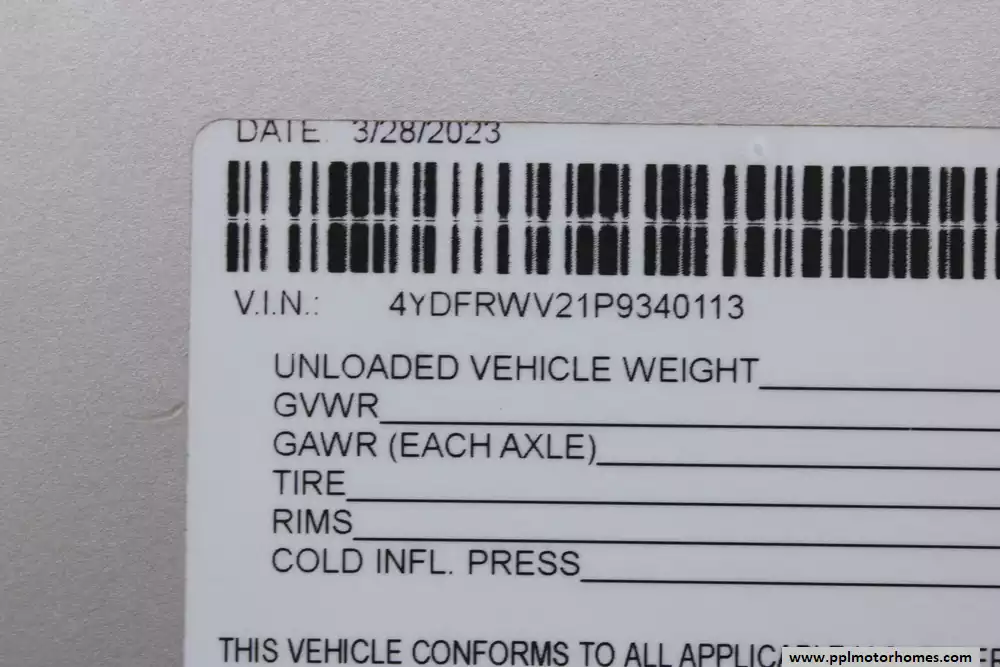 DATE: 3/28/2023
V.I.N.: 4YDFRWV21P9340113
UNLOADED VEHICLE WEIGHT
GVWR
GAWR (EACH AXLE)
TIRE
RIMS
COLD INFL. PRESS
THIS VEHICLE CONFORMS TO ALL
www.pplmotorhomes.com